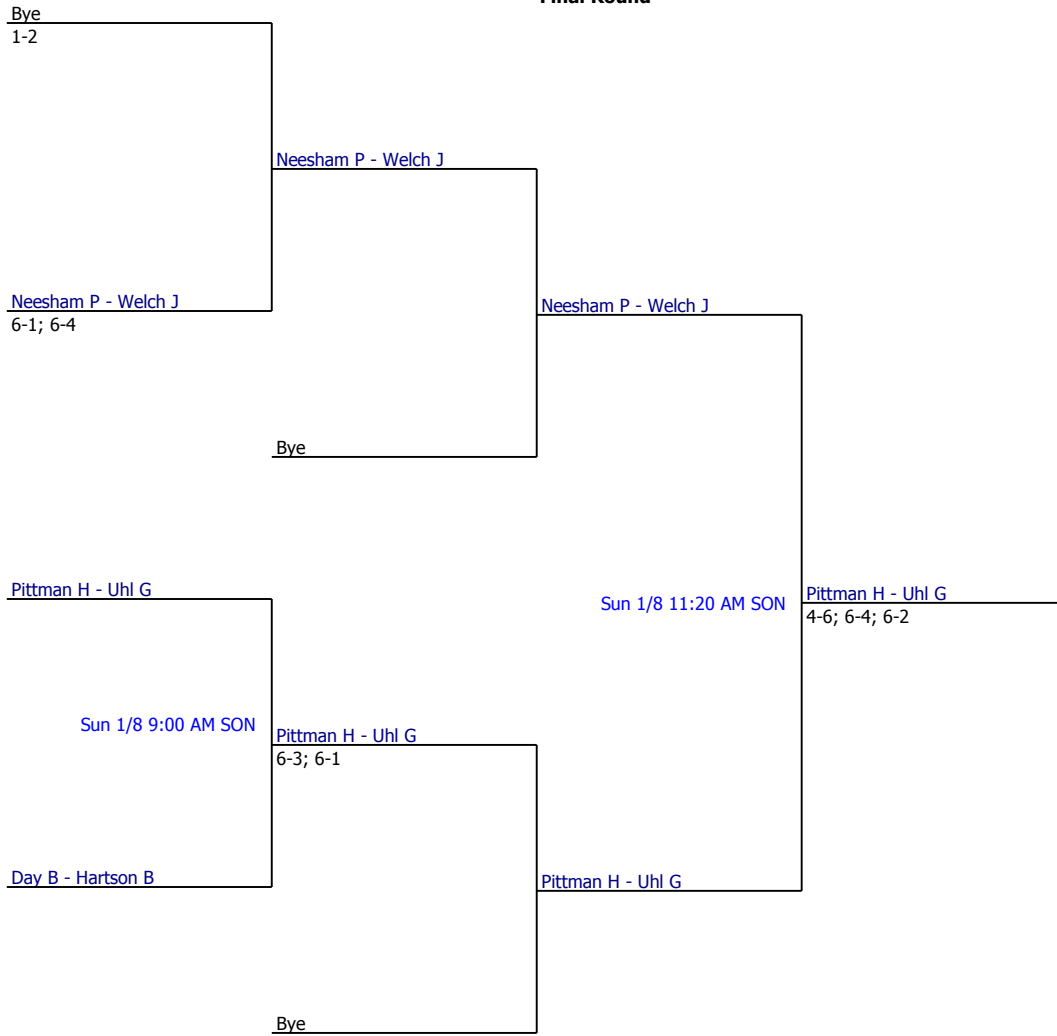 Final Round
Bye
1-2
Neesham P - Welch J
Neesham P - Welch J
6-1; 6-4
Neesham P - Welch J
Bye
Pittman H - Uhl G
Sun 1/8 11:20 AM SON
Pittman H - Uhl G
4-6; 6-4; 6-2
Sun 1/8 9:00 AM SON
Pittman H - Uhl G
6-3; 6-1
Day B - Hartson B
Pittman H - Uhl G
Bye